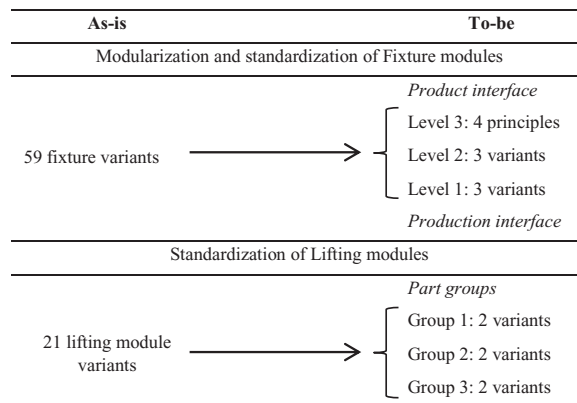 As-is To-be
Modularization and standardization of Fixture modules
Product interface
Level 3: 4 principles
59 fixture variants
Level 2: 3 variants
Level 1: 3 variants
Production interface
Standardization of Lifting modules
Part groups
Group 1: 2 variants
21 lifting module
variants
Group 2: 2 variants
Group 3: 2 variants